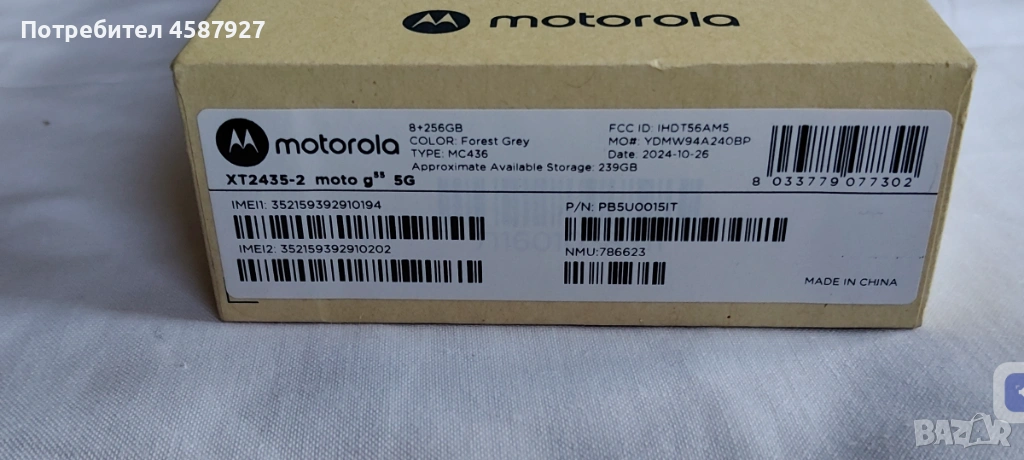 Потребител 4587927
motorola
motorola
8+256GB
COLOR: Forest Grey
TYPE: MC436
Approximate Available Storage: 239GB
FCC ID: IHDT56AM5
MO#: YDMW94A240BP
Date: 2024-10-26
8 033779 077302
XT2435-2 moto g55 5G
IMEI1: 352159392910194
P/N: PB5U0015IT
IMEI2: 352159392910202
NMU:786623
MADE IN CHINA
BAZAR